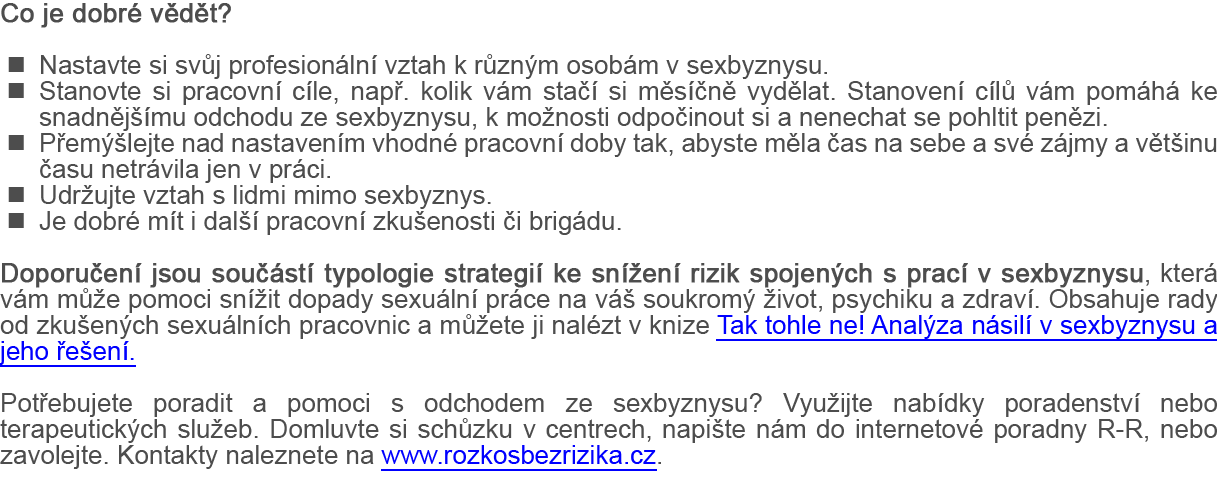 Co je dobré vědět?
■ Nastavte si svůj profesionální vztah k různým osobám v sexbyznysu.
■ Stanovte si pracovní cíle, např. kolik vám stačí si měsíčně vydělat. Stanovení cílů vám pomáhá ke
snadnějšímu odchodu ze sexbyznysu, k možnosti odpočinout si a nenechat se pohltit penězi.
■ Přemýšlejte nad nastavením vhodné pracovní doby tak, abyste měla čas na sebe a své zájmy a většinu
času netrávila jen v práci.
■ Udržujte vztah s lidmi mimo sexbyznys.
■ Je dobré mít i další pracovní zkušenosti či brigádu.
Doporučení jsou součástí typologie strategií ke snížení rizik spojených s prací v sexbyznysu, která
vám může pomoci snížit dopady sexuální práce na váš soukromý život, psychiku a zdraví. Obsahuje rady
od zkušených sexuálních pracovnic a můžete ji nalézt v knize Tak tohle ne! Analýza násilí v sexbyznysu a
jeho řešení.
Potřebujete poradit a pomoci s odchodem ze sexbyznysu? Využijte nabídky poradenství nebo
terapeutických služeb. Domluvte si schůzku v centrech, napište nám do internetové poradny R-R, nebo
zavolejte. Kontakty naleznete na www.rozkosbezrizika.cz.